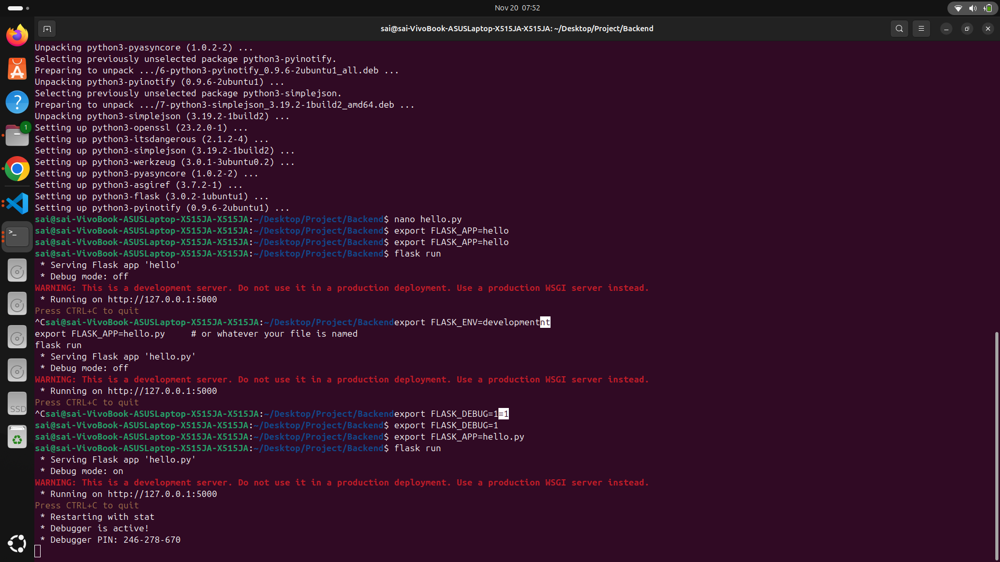 Nov 20 07:52
sai@sai-VivoBook-ASUSLaptop-X515JA-X515JA: ~/Desktop/Project/Backend
Unpacking python3-pyasyncore (1.0.2-2) ...
Selecting previously unselected package python3-pyinotify.
Preparing to unpack .../6-python3-pyinotify_0.9.6-2ubuntu1_all.deb ...
Unpacking python3-pyinotify (0.9.6-2ubuntu1) ...
Selecting previously unselected package python3-simplejson.
Preparing to unpack .../7-python3-simplejson_3.19.2-1build2_amd64.deb ...
Unpacking python3-simplejson (3.19.2-1build2) ...
Setting up python3-openssl (23.2.0-1) ...
Setting up python3-itsdangerous (2.1.2-4) ...
Setting up python3-simplejson (3.19.2-1build2) ...
Setting up python3-werkzeug (3.0.1-3ubuntu0.2) ...
Setting up python3-pyasyncore (1.0.2-2) ...
Setting up python3-asgiref (3.7.2-1) ...
Setting up python3-flask (3.0.2-1ubuntu1) ...
Setting up python3-pyinotify (0.9.6-2ubuntu1) ...
sai@sai-VivoBook-ASUSLaptop-X515JA-X515JA:~/Desktop/Project/Backend$ nano hello.py
sai@sai-VivoBook-ASUSLaptop-X515JA-X515JA:~/Desktop/Project/Backend$ export FLASK_APP=hello
sai@sai-VivoBook-ASUSLaptop-X515JA-X515JA:~/Desktop/Project/Backend$ export FLASK_APP=hello
sai@sai-VivoBook-ASUSLaptop-X515JA-X515JA:~/Desktop/Project/Backend$ flask run
 * Serving Flask app 'hello'
 * Debug mode: off
WARNING: This is a development server. Do not use it in a production deployment. Use a production WSGI server instead.
 * Running on http://127.0.0.1:5000
Press CTRL+C to quit
^Csai@sai-VivoBook-ASUSLaptop-X515JA-X515JA:~/Desktop/Project/Backendexport FLASK_ENV=developmentnt
export FLASK_APP=hello.py     # or whatever your file is named
flask run
 * Serving Flask app 'hello.py'
 * Debug mode: off
WARNING: This is a development server. Do not use it in a production deployment. Use a production WSGI server instead.
 * Running on http://127.0.0.1:5000
Press CTRL+C to quit
^Csai@sai-VivoBook-ASUSLaptop-X515JA-X515JA:~/Desktop/Project/Backendexport FLASK_DEBUG=1=1
sai@sai-VivoBook-ASUSLaptop-X515JA-X515JA:~/Desktop/Project/Backend$ export FLASK_DEBUG=1
sai@sai-VivoBook-ASUSLaptop-X515JA-X515JA:~/Desktop/Project/Backend$ export FLASK_APP=hello.py
sai@sai-VivoBook-ASUSLaptop-X515JA-X515JA:~/Desktop/Project/Backend$ flask run
 * Serving Flask app 'hello.py'
 * Debug mode: on
WARNING: This is a development server. Do not use it in a production deployment. Use a production WSGI server instead.
 * Running on http://127.0.0.1:5000
Press CTRL+C to quit
 * Restarting with stat
 * Debugger is active!
 * Debugger PIN: 246-278-670
1
SSD